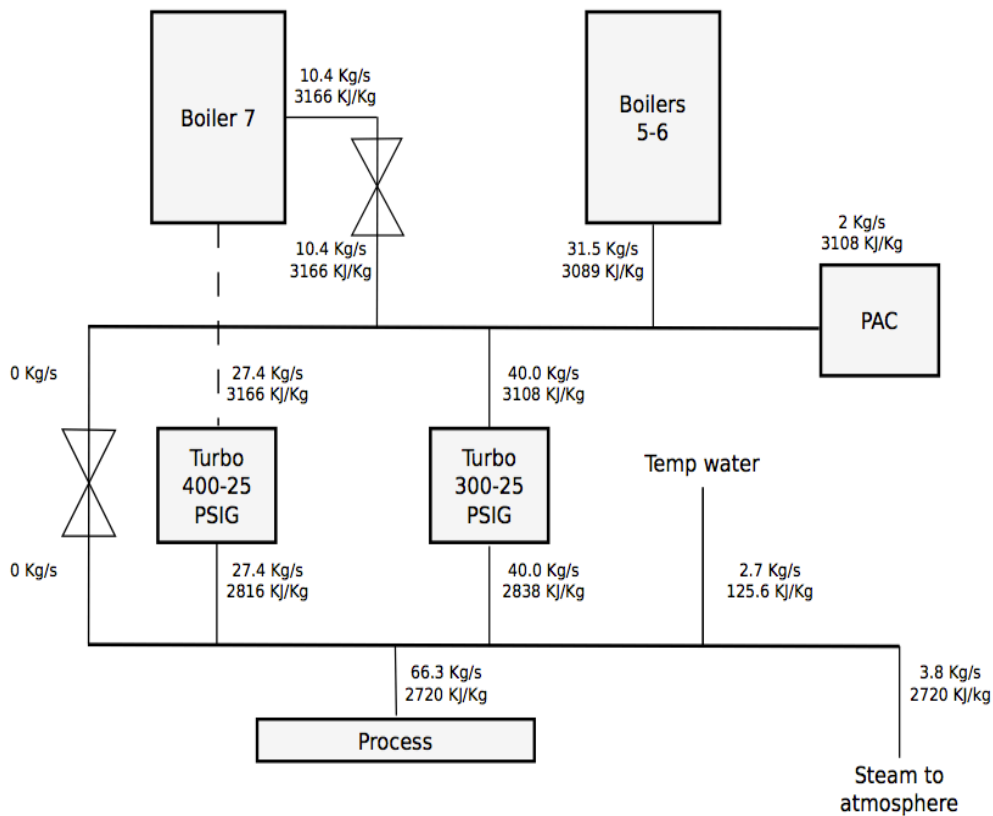 Boiler 7
10.4 Kg/s
3166 KJ/Kg
Boilers
5-6
10.4 Kg/s
3166 KJ/Kg
31.5 Kg/s
3089 KJ/Kg
2 Kg/s
3108 KJ/Kg
PAC
0 Kg/s
27.4 Kg/s
3166 KJ/Kg
40.0 Kg/s
3108 KJ/Kg
Turbo
400-25
PSIG
Turbo
300-25
PSIG
Temp water
0 Kg/s
27.4 Kg/s
2816 KJ/Kg
40.0 Kg/s
2838 KJ/Kg
2.7 Kg/s
125.6 KJ/Kg
66.3 Kg/s
2720 KJ/Kg
3.8 Kg/s
2720 KJ/kg
Process
Steam to
atmosphere